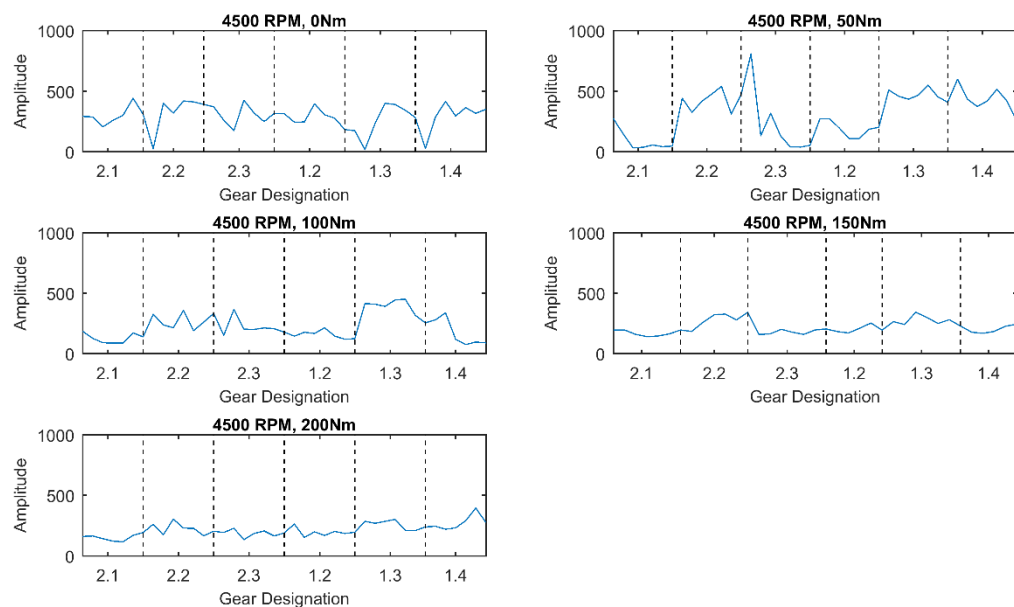 4500 RPM, 0Nm
1000
500
0
Amplitude
2.1 2.2 2.3 1.2 1.3 1.4
Gear Designation
4500 RPM, 50Nm
1000
500
0
Amplitude
2.1 2.2 2.3 1.2 1.3 1.4
Gear Designation
4500 RPM, 100Nm
1000
500
0
Amplitude
2.1 2.2 2.3 1.2 1.3 1.4
Gear Designation
4500 RPM, 150Nm
1000
500
0
Amplitude
2.1 2.2 2.3 1.2 1.3 1.4
Gear Designation
4500 RPM, 200Nm
1000
500
0
Amplitude
2.1 2.2 2.3 1.2 1.3 1.4
Gear Designation